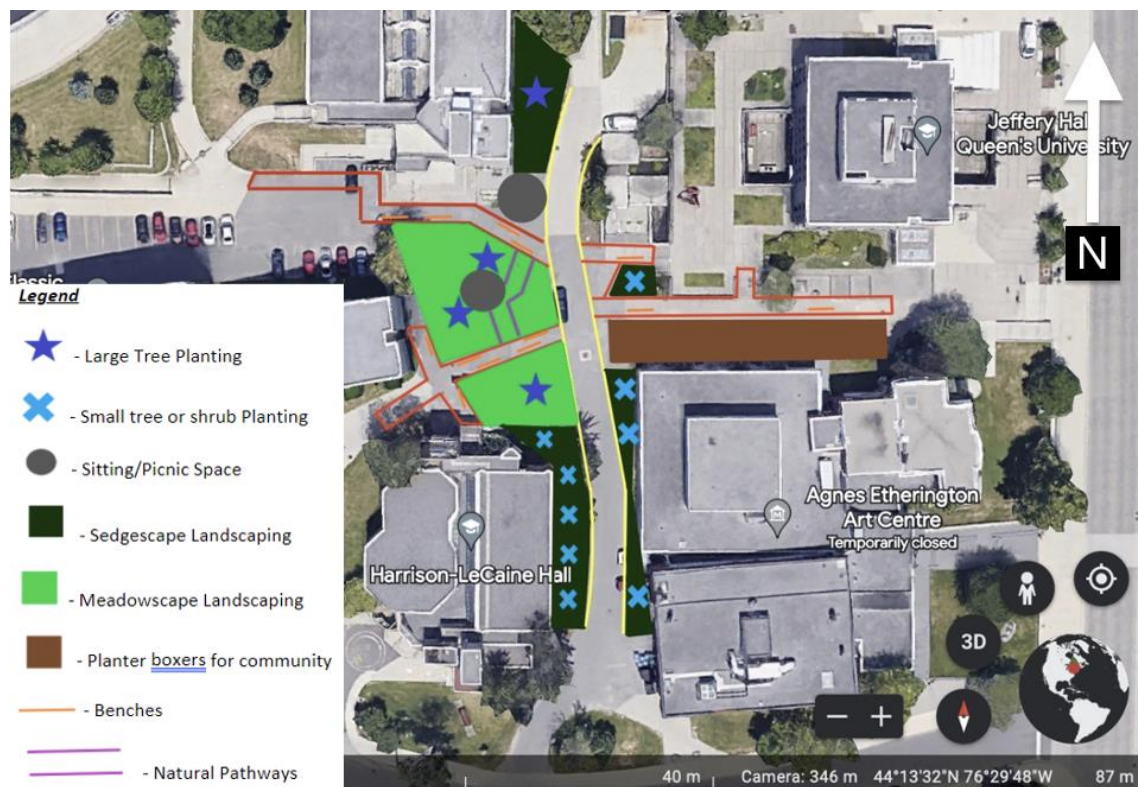 Jeffery Hall
Queen's University
N
Classic
Legend
- Large Tree Planting
- Small tree or shrub Planting
- Sitting/Picnic Space
- Sedgescape Landscaping
- Meadowscape Landscaping
- Planter boxers for community
- Benches
- Natural Pathways
Agnes Etherington
Art Centre
Temporarily closed
Harrison-LeCaine Hall
3D
40 m
Camera: 346 m 44°13'32"N 76°29'48"W
87 m